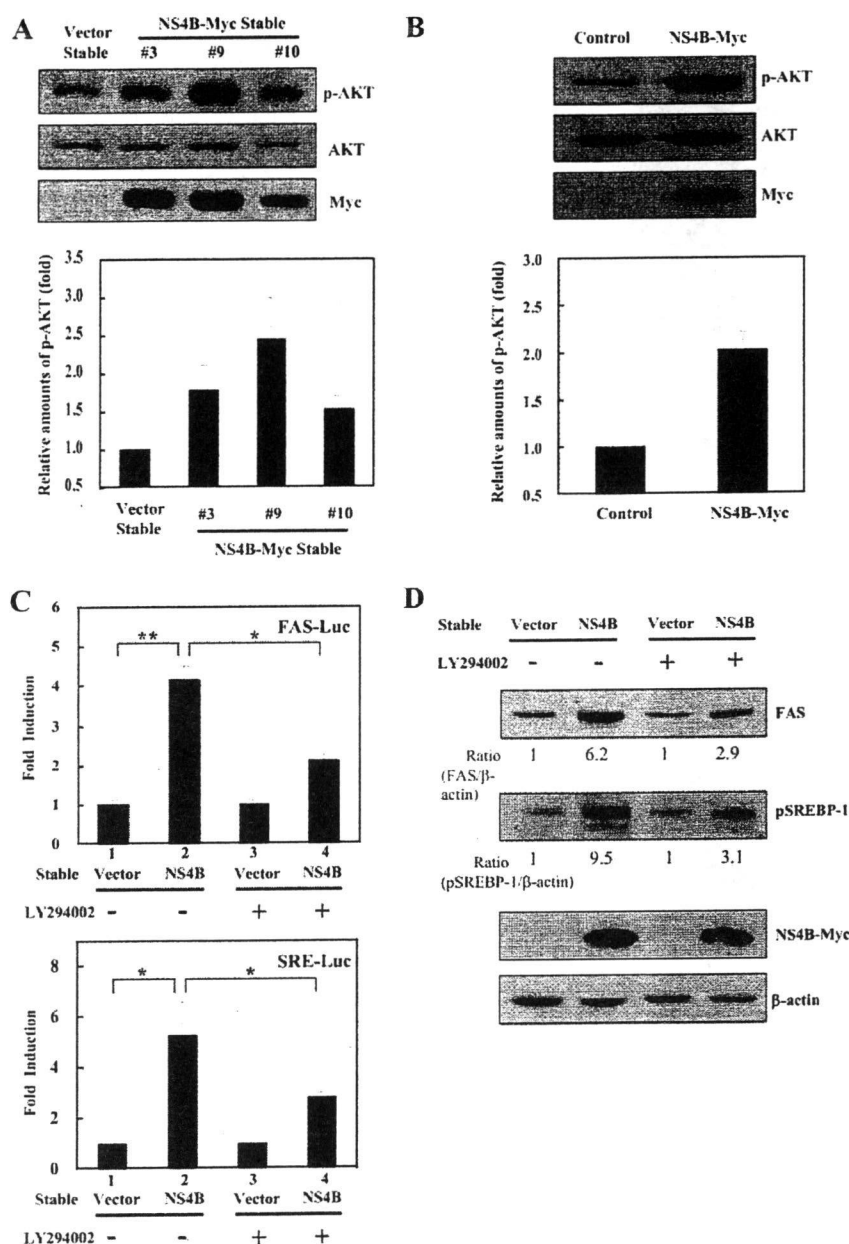 A
Vector Stable
NS4B-Myc Stable
#3 #9 #10
p-AKT
AKT
Myc
Relative amounts of p-AKT (fold)
3.5
3.0
2.5
2.0
1.5
1.0
0.5
Vector Stable
#3 #9 #10
NS4B-Myc Stable
B
Control NS4B-Myc
p-AKT
AKT
Myc
Relative amounts of p-AKT (fold)
3.0
2.5
2.0
1.5
1.0
0.5
Control NS4B-Myc
C
FAS-Luc
** *
Fold Induction
6
5
4
3
2
1
0
1 2 3 4
Stable Vector NS4B Vector NS4B
LY294002 - - + +
SRE-Luc
* *
Fold Induction
8
6
4
2
0
1 2 3 4
Stable Vector NS4B Vector NS4B
LY294002 - - + +
D
Stable Vector NS4B Vector NS4B
LY294002 - - + +
FAS
Ratio 1 6.2 1 2.9
(FAS/β-
actin)
pSREBP-1
Ratio 1 9.5 1 3.1
(pSREBP-1/β-actin)
NS4B-Myc
β-actin